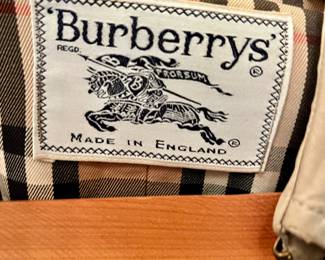 'Burberrys'
REGD.
PRORSUM
®
®
MADE IN ENGLAND